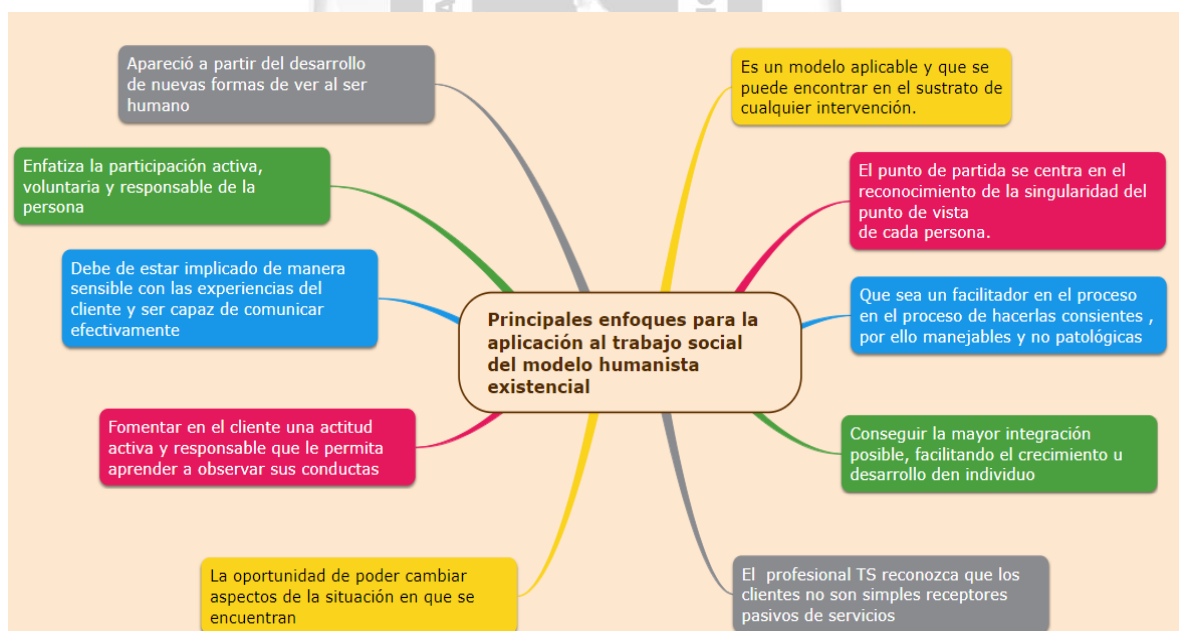 Apareció a partir del desarrollo
de nuevas formas de ver al ser
humano
Enfatiza la participación activa,
voluntaria y responsable de la
persona
Debe de estar implicado de manera
sensible con las experiencias del
cliente y ser capaz de comunicar
efectivamente
Fomentar en el cliente una actitud
activa y responsable que le permita
aprender a observar sus conductas
La oportunidad de poder cambiar
aspectos de la situación en que se
encuentran
Principales enfoques para la
aplicación al trabajo social
del modelo humanista
existencial
Es un modelo aplicable y que se
puede encontrar en el sustrato de
cualquier intervención.
El punto de partida se centra en el
reconocimiento de la singularidad del
punto de vista
de cada persona.
Que sea un facilitador en el proceso
en el proceso de hacerlas consientes ,
por ello manejables y no patológicas
Conseguir la mayor integración
posible, facilitando el crecimiento u
desarrollo den individuo
El profesional TS reconozca que los
clientes no son simples receptores
pasivos de servicios